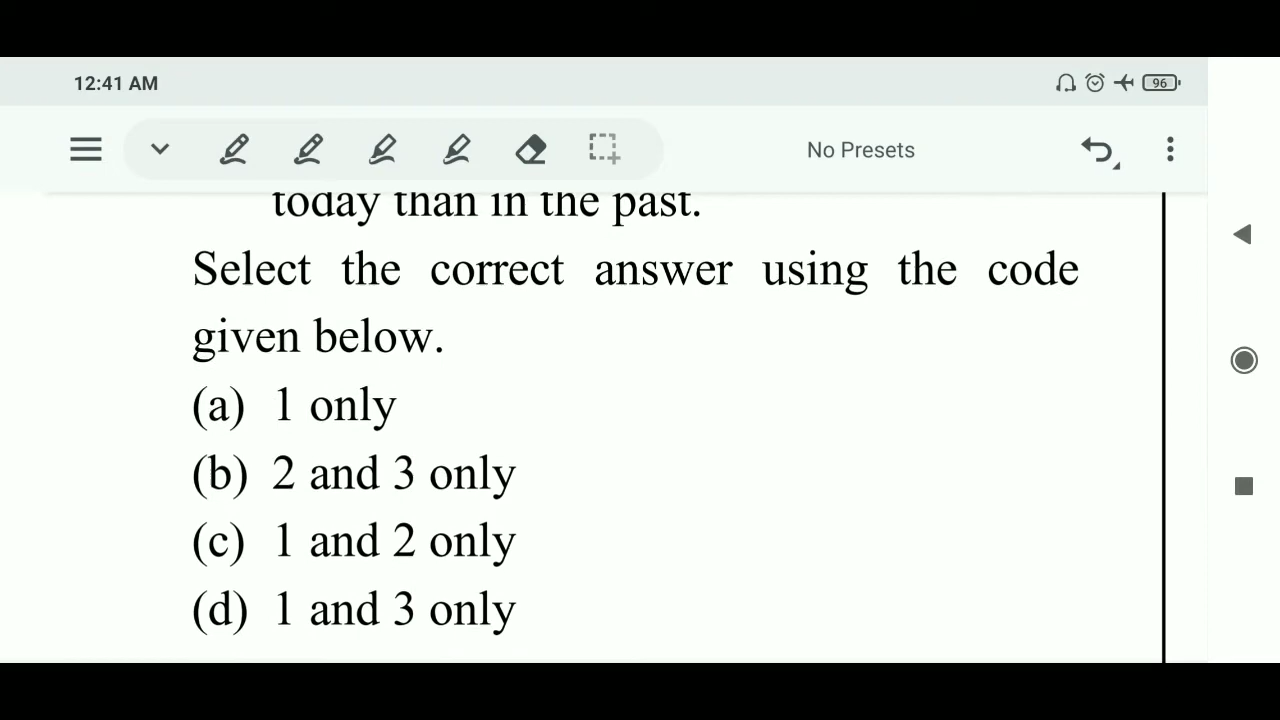 12:41 AM
96
No Presets
today than in the past.
Select the correct answer using the code
given below.
(a) 1 only
(b) 2 and 3 only
(c) 1 and 2 only
(d) 1 and 3 only